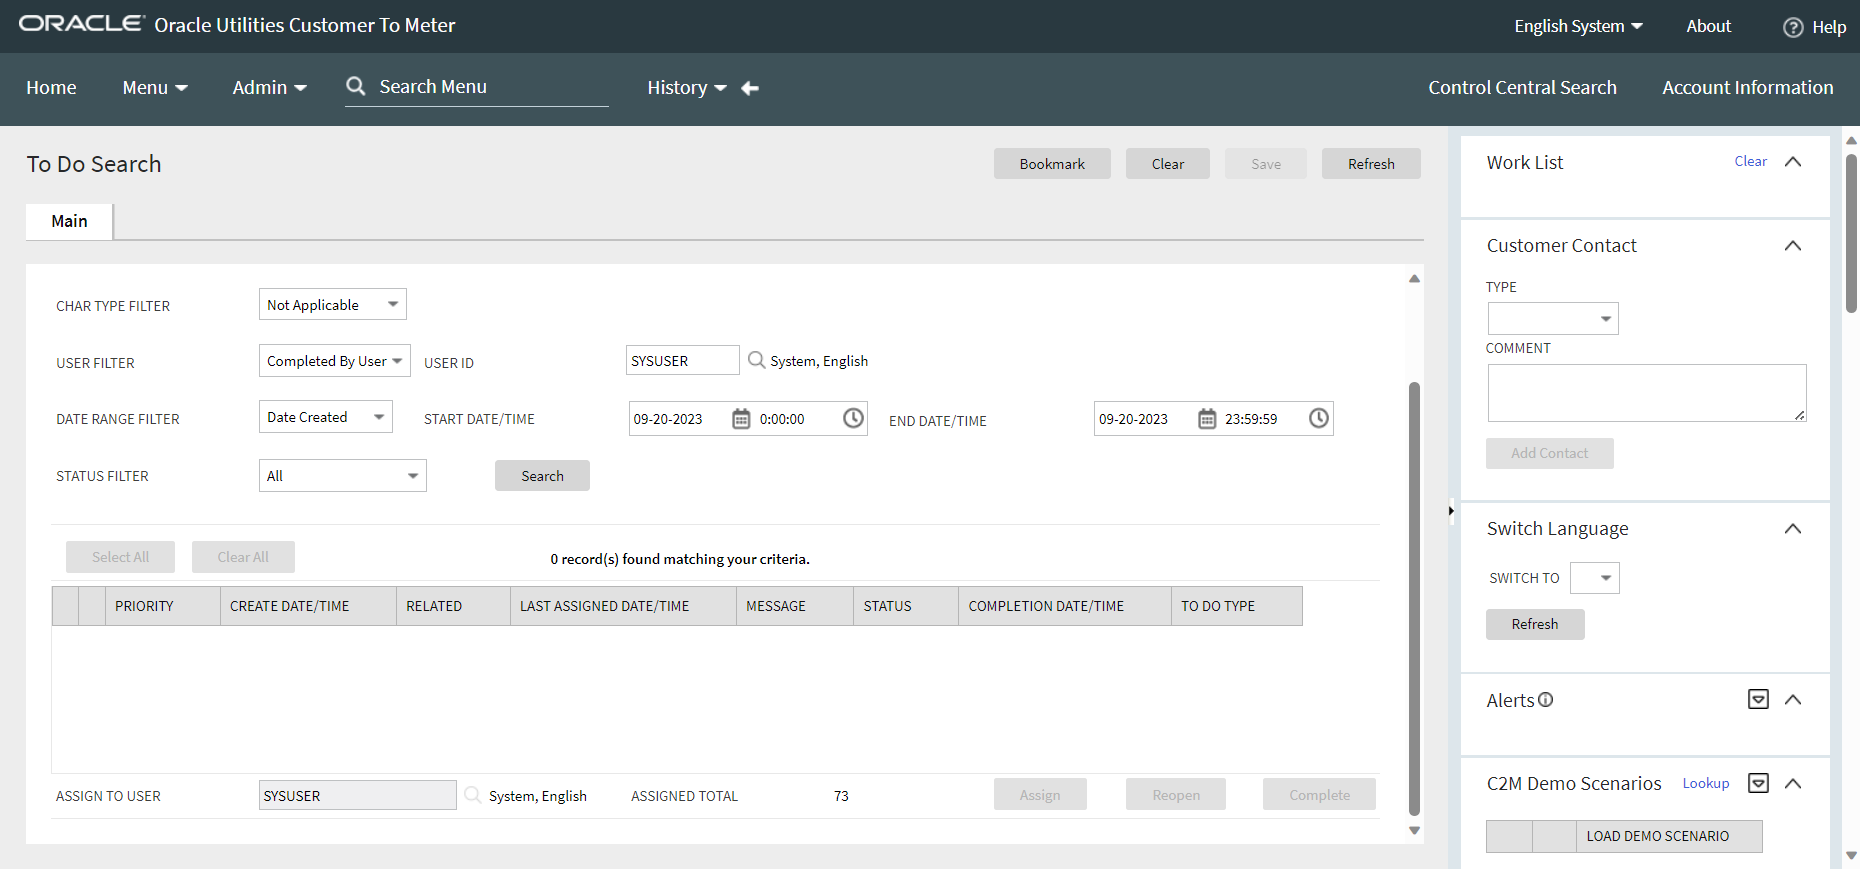 ORACLE Oracle Utilities Customer To Meter
English System About Help
Home Menu Admin Search Menu History Control Central Search Account Information
To Do Search
Bookmark Clear Save Refresh
Main
CHAR TYPE FILTER Not Applicable
USER FILTER Completed By User USER ID SYSUSER System, English
DATE RANGE FILTER Date Created START DATE/TIME 09-20-2023 0:00:00 END DATE/TIME 09-20-2023 23:59:59
STATUS FILTER All Search
Select All Clear All 0 record(s) found matching your criteria.
PRIORITY CREATE DATE/TIME RELATED LAST ASSIGNED DATE/TIME MESSAGE STATUS COMPLETION DATE/TIME TO DO TYPE
ASSIGN TO USER SYSUSER System, English ASSIGNED TOTAL 73 Assign Reopen Complete
Work List Clear
Customer Contact
TYPE
COMMENT
Add Contact
Switch Language
SWITCH TO
Refresh
Alerts
C2M Demo Scenarios Lookup
LOAD DEMO SCENARIO